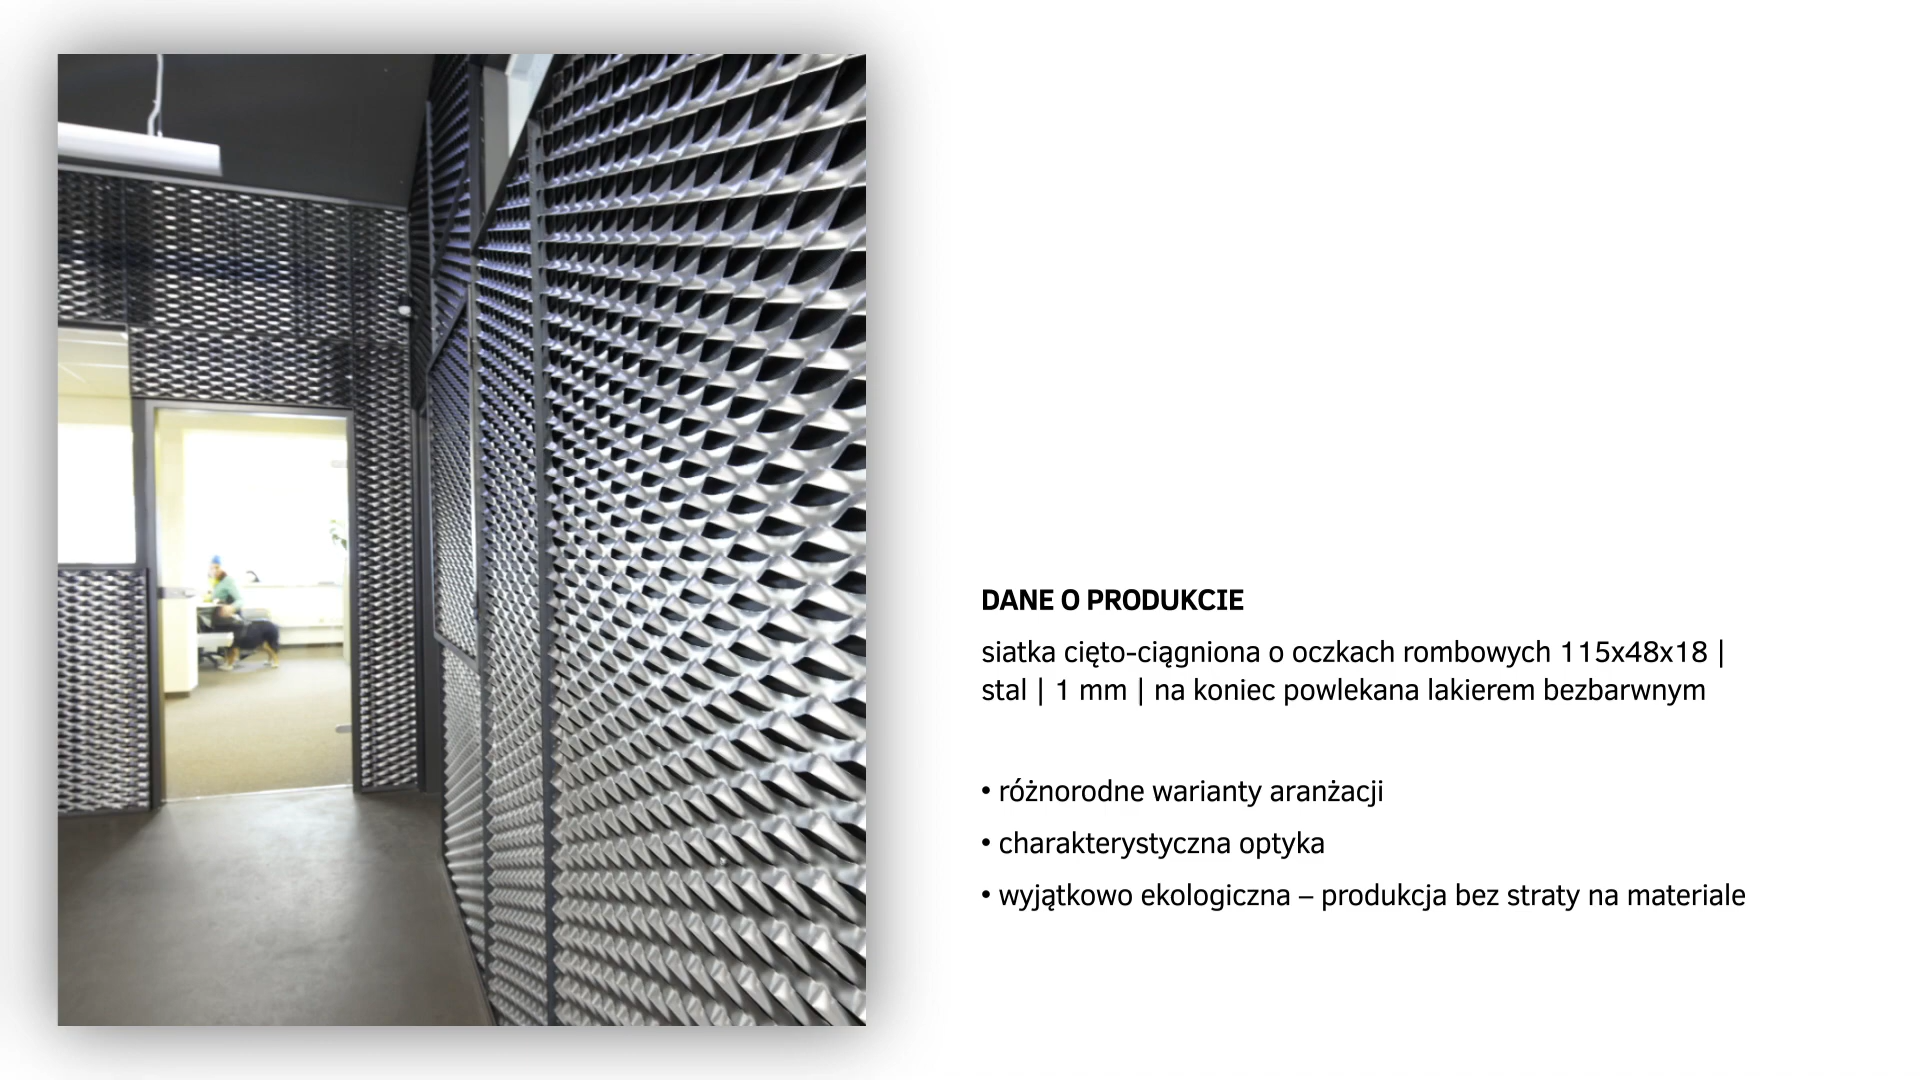 DANE O PRODUKCIE
siatka cięto-ciągniona o oczkach rombowych 115x48x18 |
stal | 1 mm | na koniec powlekana lakierem bezbarwnym
• różnorodne warianty aranżacji
• charakterystyczna optyka
• wyjątkowo ekologiczna – produkcja bez straty na materiale